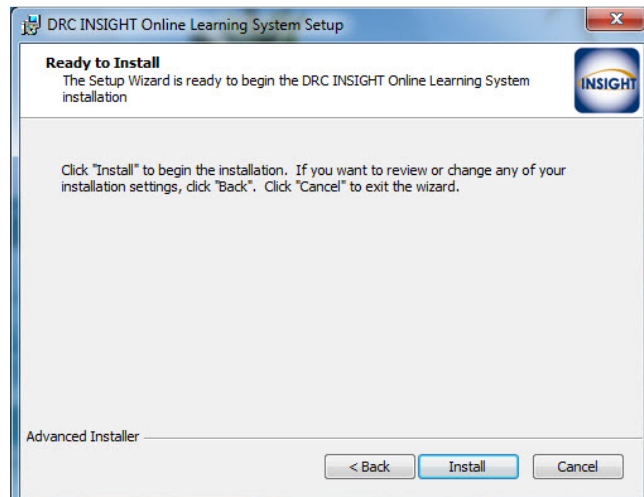 DRC INSIGHT Online Learning System Setup
Ready to Install
The Setup Wizard is ready to begin the DRC INSIGHT Online Learning System
installation
INSIGHT
Click "Install" to begin the installation. If you want to review or change any of your
installation settings, click "Back". Click "Cancel" to exit the wizard.
Advanced Installer
< Back Install Cancel